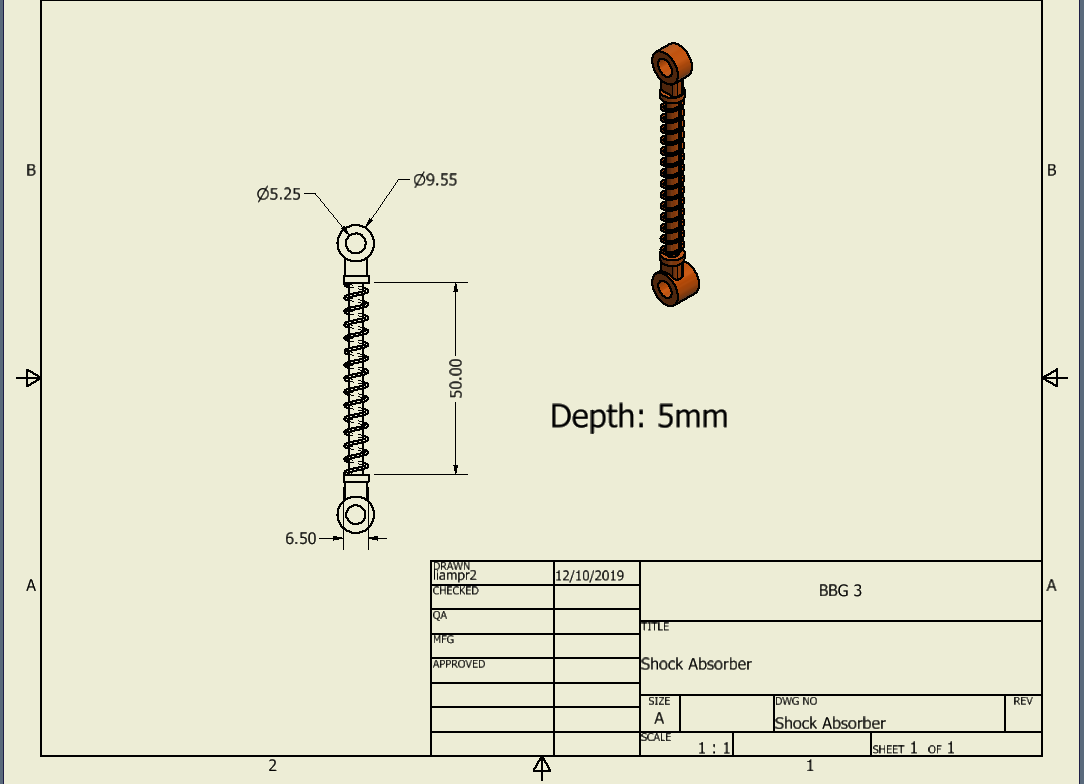 B
B
Ø5.25
Ø9.55
50.00
Depth: 5mm
6.50
A
A
DRAWN
liampr2
12/10/2019
CHECKED
QA
MFG
APPROVED
BBG 3
TITLE
Shock Absorber
SIZE
A
DWG NO
Shock Absorber
REV
SCALE
1 : 1
SHEET 1 OF 1
2
1